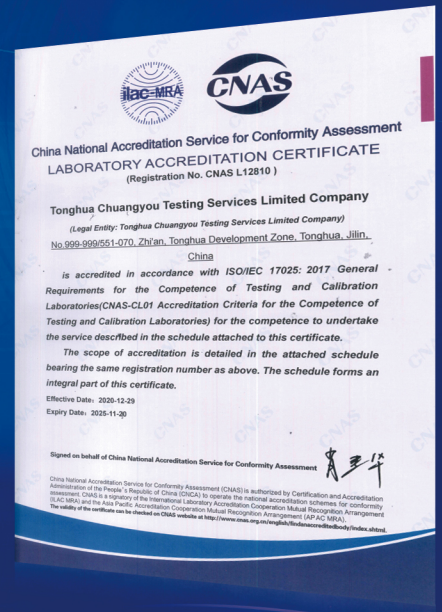 ilac-MRA
CNAS
China National Accreditation Service for Conformity Assessment
LABORATORY ACCREDITATION CERTIFICATE
(Registration No. CNAS L12810 )
Tonghua Chuangyou Testing Services Limited Company
(Legal Entity: Tonghua Chuangyou Testing Services Limited Company)
No.999-999/551-070, Zhi'an, Tonghua Development Zone, Tonghua, Jilin,
China
is accredited in accordance with ISO/IEC 17025: 2017 General
Requirements for the Competence of Testing and Calibration
Laboratories(CNAS-CL01 Accreditation Criteria for the Competence of
Testing and Calibration Laboratories) for the competence to undertake
the service described in the schedule attached to this certificate.
The scope of accreditation is detailed in the attached schedule
bearing the same registration number as above. The schedule forms an
integral part of this certificate.
Effective Date: 2020-12-29
Expiry Date: 2025-11-20
Signed on behalf of China National Accreditation Service for Conformity Assessment
China National Accreditation Service for Conformity Assessment (CNAS) is authorized by Certification and Accreditation
Administration of the People's Republic of China (CNCA) to operate the national accreditation schemes for conformity
assessment. CNAS is a signatory of the International Laboratory Accreditation Cooperation Mutual Recognition Arrangement
(ILAC MRA) and the Asia Pacific Accreditation Cooperation Mutual Recognition Arrangement (APAC MRA).
The validity of the certificate can be checked on CNAS website at http://www.cnas.org.cn/english/findanaccreditedbody/index.shtml.